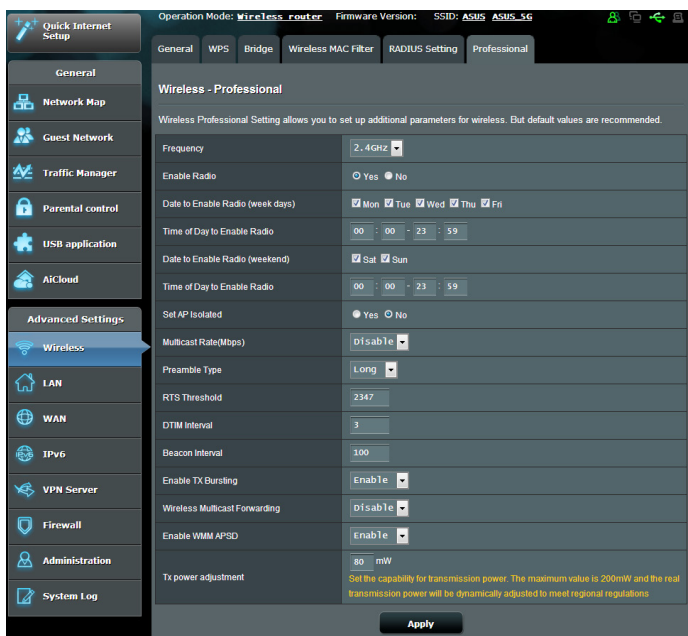 Operation Mode: Wireless router Firmware Version: SSID: ASUS ASUS_5G
Quick Internet
Setup
General
Network Map
Guest Network
Traffic Manager
Parental control
USB application
AiCloud
Advanced Settings
Wireless
LAN
WAN
IPv6
VPN Server
Firewall
Administration
System Log
General WPS Bridge Wireless MAC Filter RADIUS Setting Professional
Wireless - Professional
Wireless Professional Setting allows you to set up additional parameters for wireless. But default values are recommended.
Frequency 2.4GHz
Enable Radio Yes No
Date to Enable Radio (week days) Mon Tue Wed Thu Fri
Time of Day to Enable Radio 00 : 00 - 23 : 59
Date to Enable Radio (weekend) Sat Sun
Time of Day to Enable Radio 00 : 00 - 23 : 59
Set AP Isolated Yes No
Multicast Rate(Mbps) Disable
Preamble Type Long
RTS Threshold 2347
DTIM Interval 3
Beacon Interval 100
Enable TX Bursting Enable
Wireless Multicast Forwarding Disable
Enable WMM APSD Enable
Tx power adjustment 80 mW
Set the capability for transmission power. The maximum value is 200mW and the real
transmission power will be dynamically adjusted to meet regional regulations
Apply